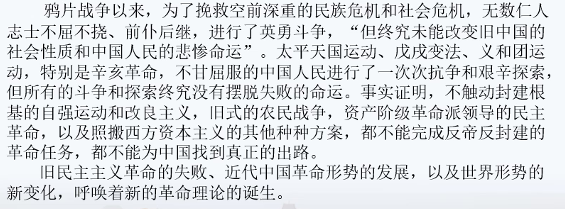 鸦片战争以来，为了挽救空前深重的民族危机和社会危机，无数仁人
志士不屈不挠、前仆后继，进行了英勇斗争，“但终究未能改变旧中国的
社会性质和中国人民的悲惨命运”。太平天国运动、戊戌变法、义和团运
动，特别是辛亥革命，不甘屈服的中国人民进行了一次次抗争和艰辛探索，
但所有的斗争和探索终究没有摆脱失败的命运。事实证明，不触动封建根
基的自强运动和改良主义，旧式的农民战争，资产阶级革命派领导的民主
革命，以及照搬西方资本主义的其他种种方案，都不能完成反帝反封建的
革命任务，都不能为中国找到真正的出路。
旧民主主义革命的失败、近代中国革命形势的发展，以及世界形势的
新变化，呼唤着新的革命理论的诞生。